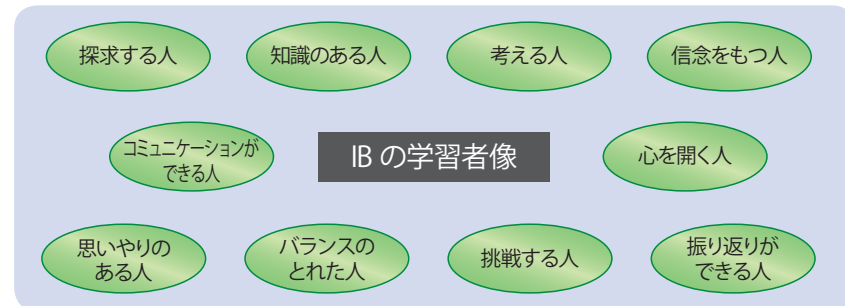 探求する人
知識のある人
考える人
信念をもつ人
コミュニケーションが
できる人
IB の学習者像
心を開く人
思いやりの
ある人
バランスの
とれた人
挑戦する人
振り返りが
できる人